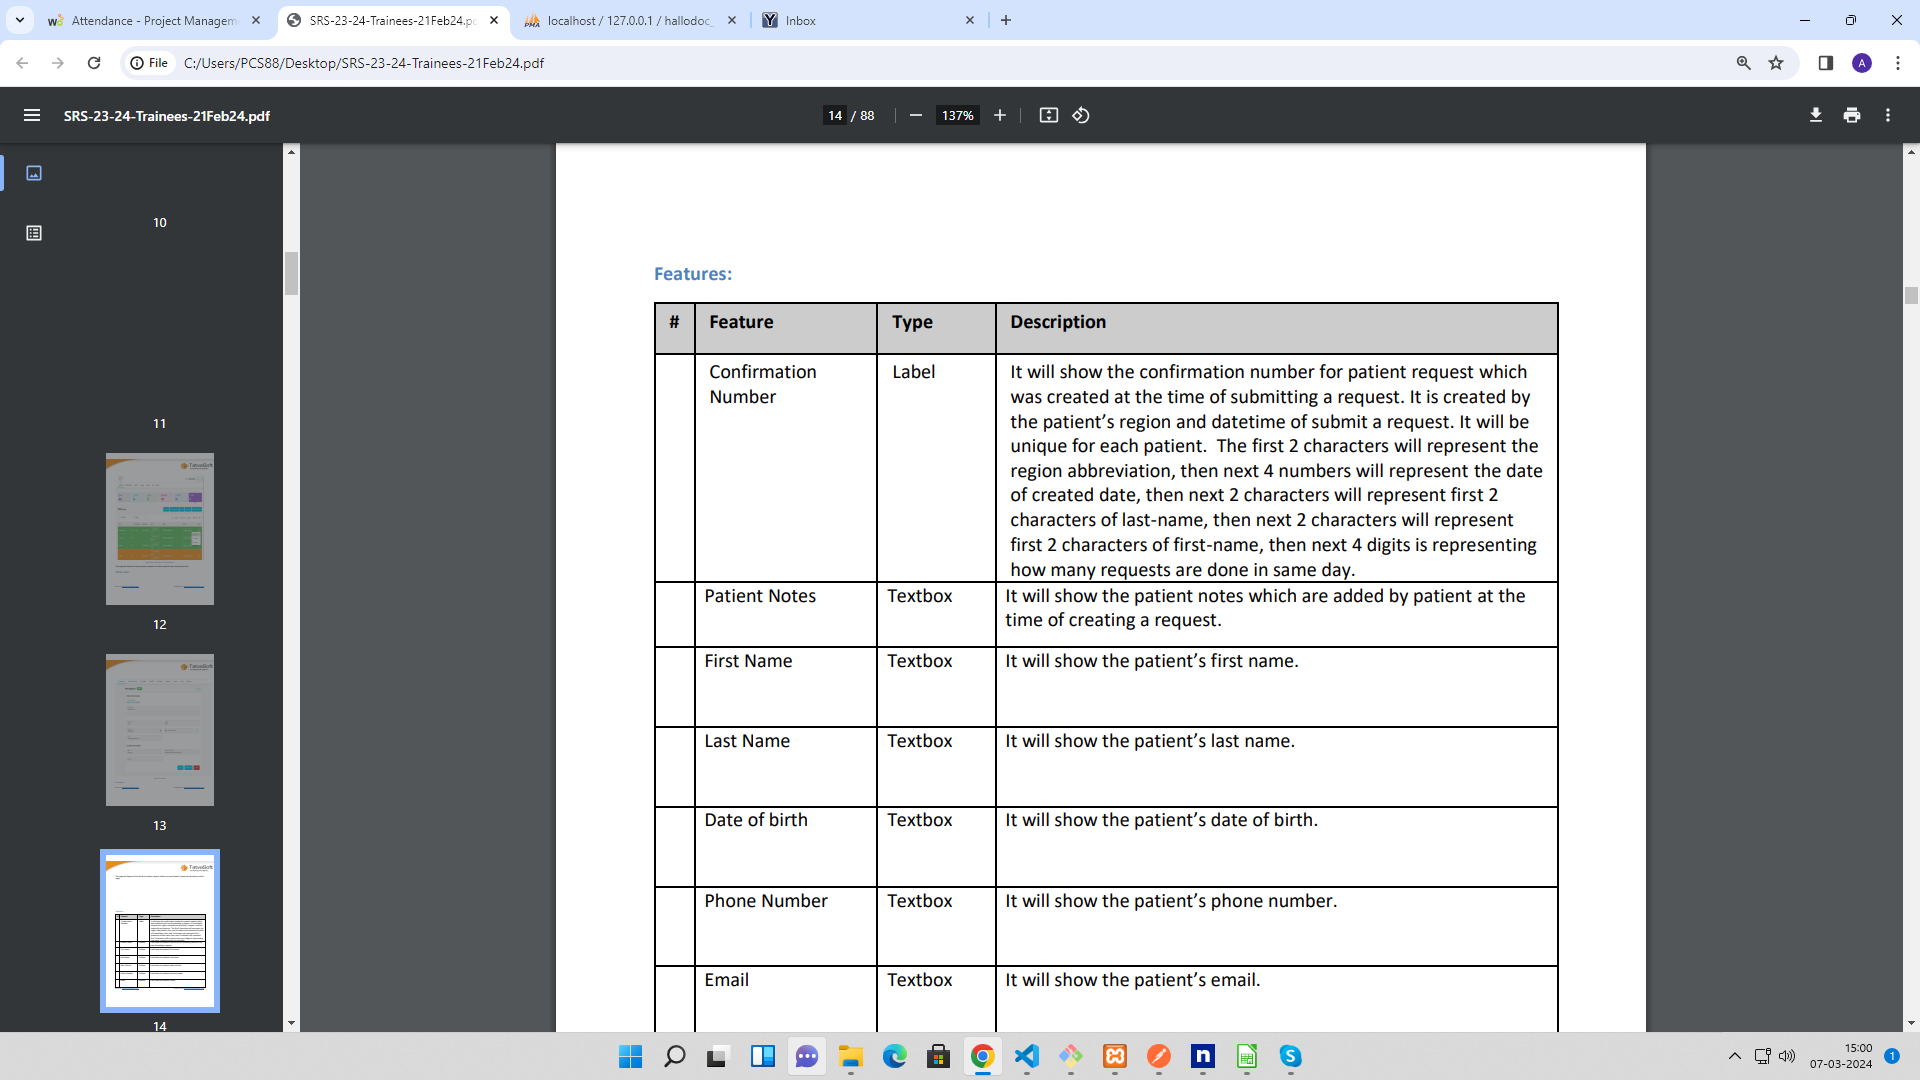 Attendance - Project Managem
SRS-23-24-Trainees-21Feb24.pd
localhost / 127.0.0.1 / hallodoc_
Inbox
File
C:/Users/PCS88/Desktop/SRS-23-24-Trainees-21Feb24.pdf
A
SRS-23-24-Trainees-21Feb24.pdf
14 / 88
137%
10
11
12
13
14
Features:
# Feature Type Description
Confirmation Number
Label
It will show the confirmation number for patient request which
was created at the time of submitting a request. It is created by
the patient’s region and datetime of submit a request. It will be
unique for each patient.  The first 2 characters will represent the
region abbreviation, then next 4 numbers will represent the date
of created date, then next 2 characters will represent first 2
characters of last-name, then next 2 characters will represent
first 2 characters of first-name, then next 4 digits is representing
how many requests are done in same day.
Patient Notes Textbox It will show the patient notes which are added by patient at the
time of creating a request.
First Name Textbox It will show the patient’s first name.
Last Name Textbox It will show the patient’s last name.
Date of birth Textbox It will show the patient’s date of birth.
Phone Number Textbox It will show the patient’s phone number.
Email Textbox It will show the patient’s email.
15:00
07-03-2024
1